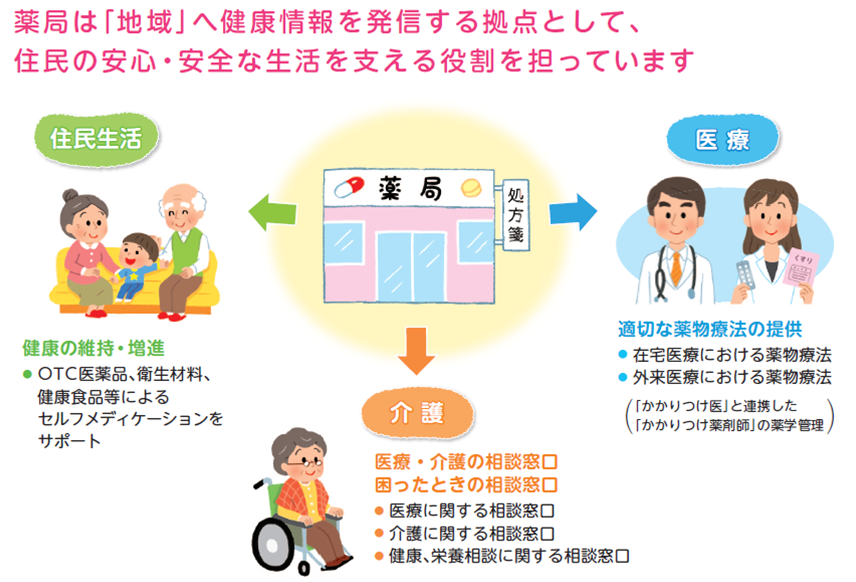 薬局は「地域」へ健康情報を発信する拠点として、
住民の安心・安全な生活を支える役割を担っています
住民生活
薬局
処方箋
医療
くすり
健康の維持・増進
● OTC医薬品、衛生材料、
健康食品等による
セルフメディケーションを
サポート
適切な薬物療法の提供
● 在宅医療における薬物療法
● 外来医療における薬物療法
(「かかりつけ医」と連携した
「かかりつけ薬剤師」の薬学管理)
介護
医療・介護の相談窓口
困ったときの相談窓口
● 医療に関する相談窓口
● 介護に関する相談窓口
● 健康、栄養相談に関する相談窓口